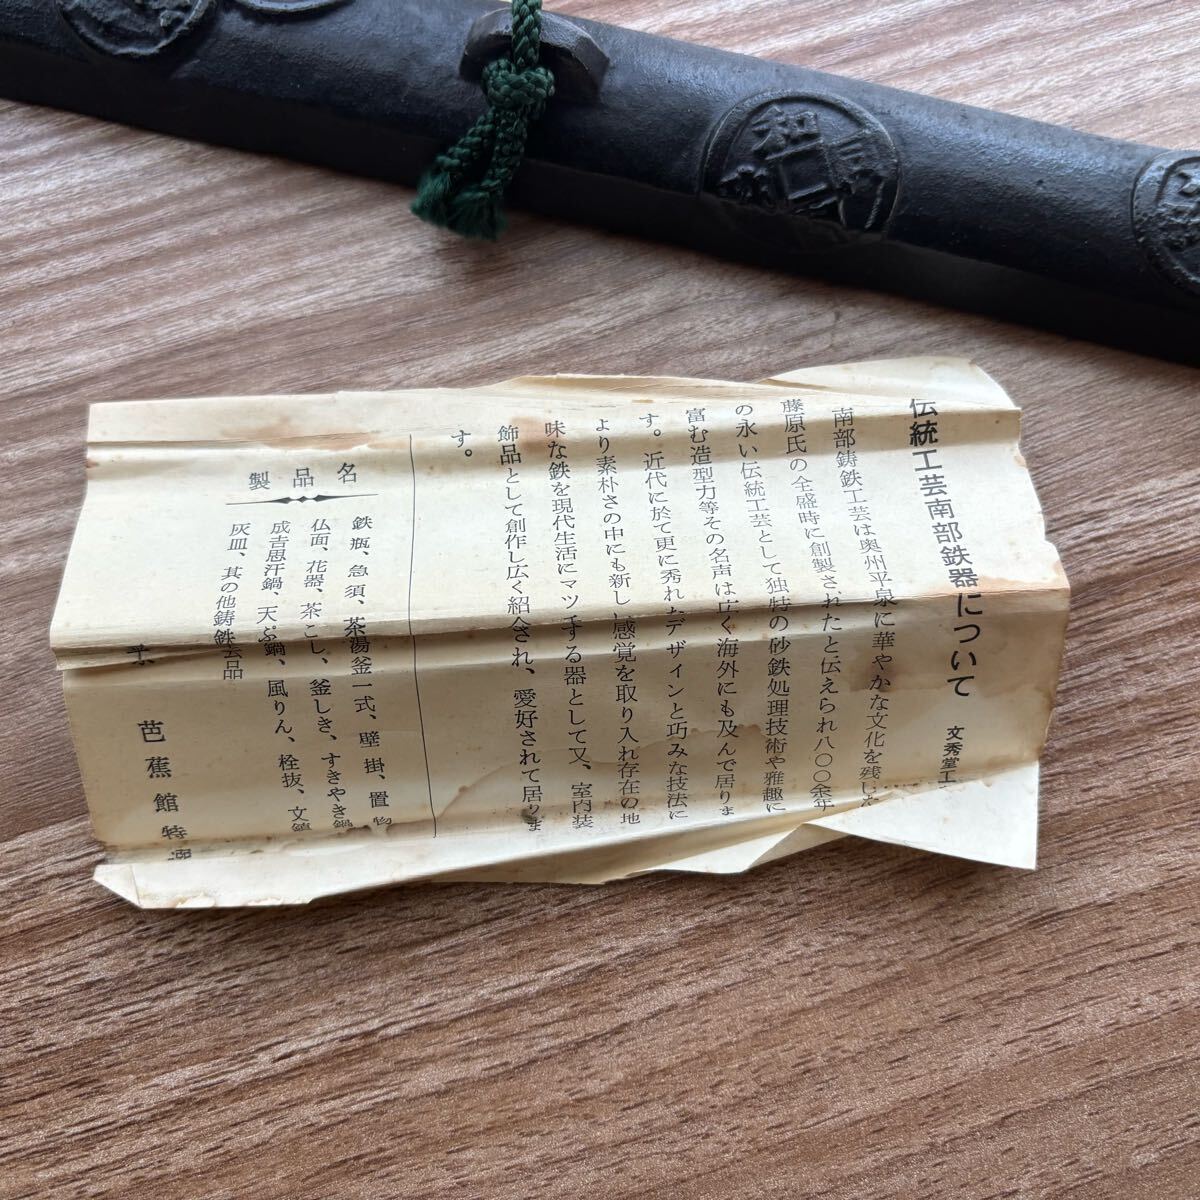 伝統工芸南部鉄器について
文秀堂工
南部鋳鉄工芸は奥州平泉に華やかな文化を残した
藤原氏の全盛時に創製されたと伝えられ八〇〇余年
の永い伝統工芸として独特の砂鉄処理技術や雅趣に
富む造型力等その名声は広く海外にも及んで居りま
す。近代に於て更に秀れたデザインと巧みな技法に
より素朴さの中にも新し感覚を取り入れ存在の地
味な鉄を現代生活にマッチする器として又、室内装
飾品として創作し広く紹介され、愛好されて居りま
す。
名品製
鉄瓶、急須、茶湯釜一式、壁掛、置物
仏面、花器、茶こし、釜しき、すきやき鍋
成吉思汗鍋、天ぷら鍋、風りん、栓抜、文鎮
灰皿、其の他鋳鉄芸品
芭蕉館特選
和